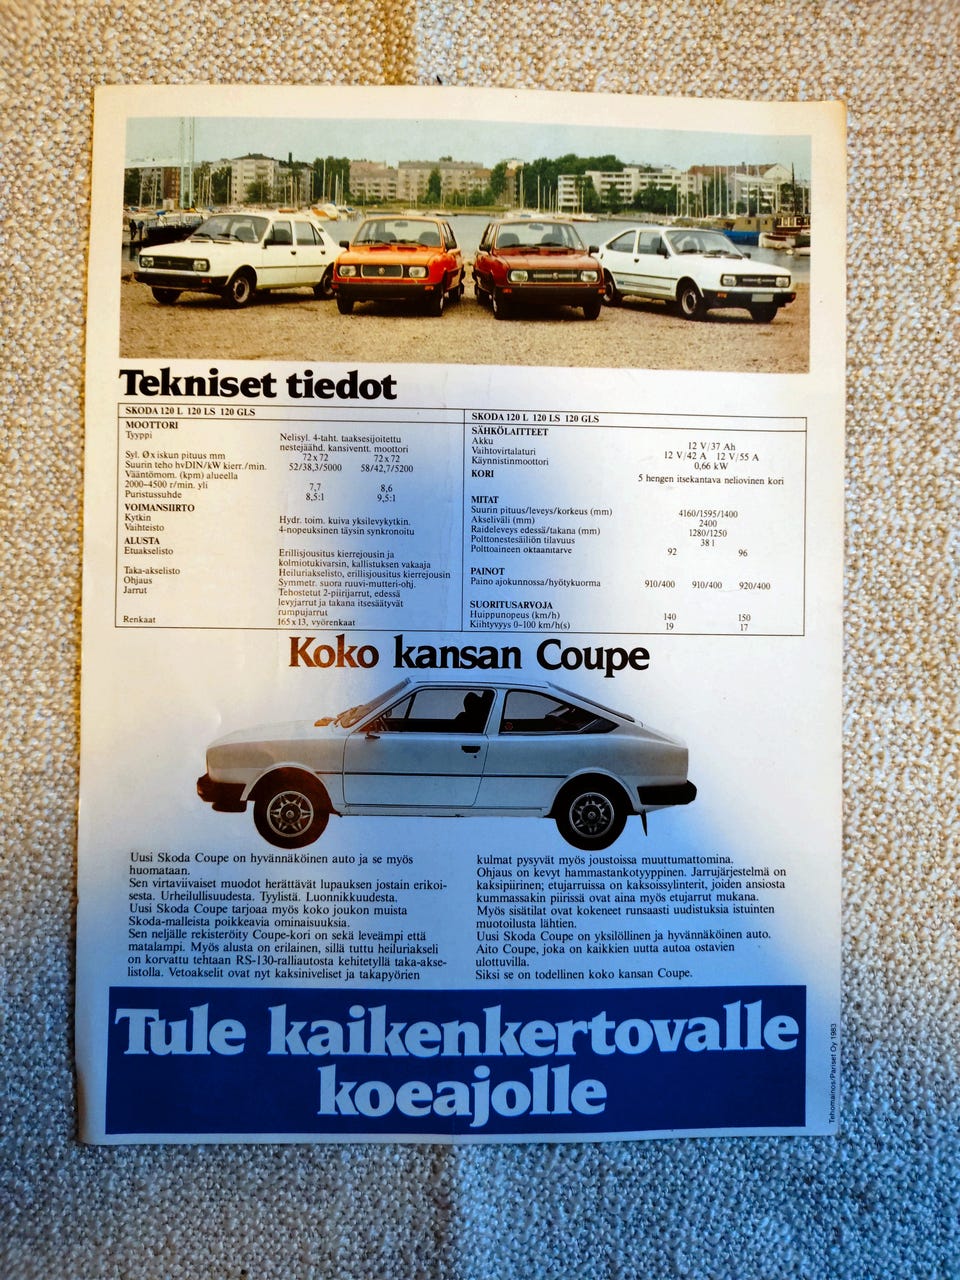 Tekniset tiedot
SKODA 120 L 120 LS 120 GLS
MOOTTORI
Tyyppi Nelisyl. 4-taht. taaksesijoitettu
nestejäähd. kansiventt. moottori
Syl. Ø x iskun pituus mm 72 x 72 72 x 72
Suurin teho hvDIN/kW kierr./min. 52/38,3/5000 58/42,7/5200
Vääntömom. (kpm) alueella
2000–4500 r/min. yli 7,7 8,6
Puristussuhde 8,5:1 9,5:1
VOIMANSIIRTO
Kytkin Hydr. toim. kuiva yksilevykytkin.
Vaihteisto 4-nopeuksinen täysin synkronoitu
ALUSTA
Etuakselisto Erillisjousitus kierrejousin ja
kolmiotukivarsin, kallistuksen vakaaja
Taka-akselisto Heiluriakselisto, erillisjousitus kierrejousin
Ohjaus Symmetr. suora ruuvi-mutteri-ohj.
Jarrut Tehostetut 2-piirijarrut, edessä
levyjarrut ja takana itsesäätyvät
rumpujarrut
Renkaat 165 x 13, vyörenkaat
SKODA 120 L 120 LS 120 GLS
SÄHKÖLAITTEET
Akku 12 V/37 Ah
Vaihtovirtalaturi 12 V/42 A 12 V/55 A
Käynnistinmoottori 0,66 kW
KORI 5 hengen itsekantava neliovinen kori
MITAT
Suurin pituus/leveys/korkeus (mm) 4160/1595/1400
Akseliväli (mm) 2400
Raideleveys edessä/takana (mm) 1280/1250
Polttonestesäiliön tilavuus 38 l
Polttoaineen oktaanitarve 92 96
PAINOT
Paino ajokunnossa/hyötykuorma 910/400 910/400 920/400
SUORITUSARVOJA
Huippunopeus (km/h) 140 150
Kiihtyvyys 0–100 km/h(s) 19 17
Koko kansan Coupe
Uusi Skoda Coupe on hyvännäköinen auto ja se myös
huomataan.
Sen virtaviivaiset muodot herättävät lupauksen jostain erikoi-
sesta. Urheilullisuudesta. Tyylistä. Luonnikkuudesta.
Uusi Skoda Coupe tarjoaa myös koko joukon muista
Skoda-malleista poikkeavia ominaisuuksia.
Sen neljälle rekisteröity Coupe-kori on sekä leveämpi että
matalampi. Myös alusta on erilainen, sillä tuttu heiluriakseli
on korvattu tehtaan RS-130-ralliautosta kehitetyllä taka-akse-
listolla. Vetoakselit ovat nyt kaksiniveliset ja takapyörien
kulmat pysyvät myös joustoissa muuttumattomina.
Ohjaus on kevyt hammastankotyyppinen. Jarrujärjestelmä on
kaksipiirinen; etujarruissa on kaksoissylinterit, joiden ansiosta
kummassakin piirissä ovat aina myös etujarrut mukana.
Myös sisätilat ovat kokeneet runsaasti uudistuksia istuinten
muotoilusta lähtien.
Uusi Skoda Coupe on yksilöllinen ja hyvännäköinen auto.
Aito Coupe, joka on kaikkien uutta autoa ostavien
ulottuvilla.
Siksi se on todellinen koko kansan Coupe.
Tule kaikenkertovalle
koeajolle
Tehomainos/Pariset Oy 1983